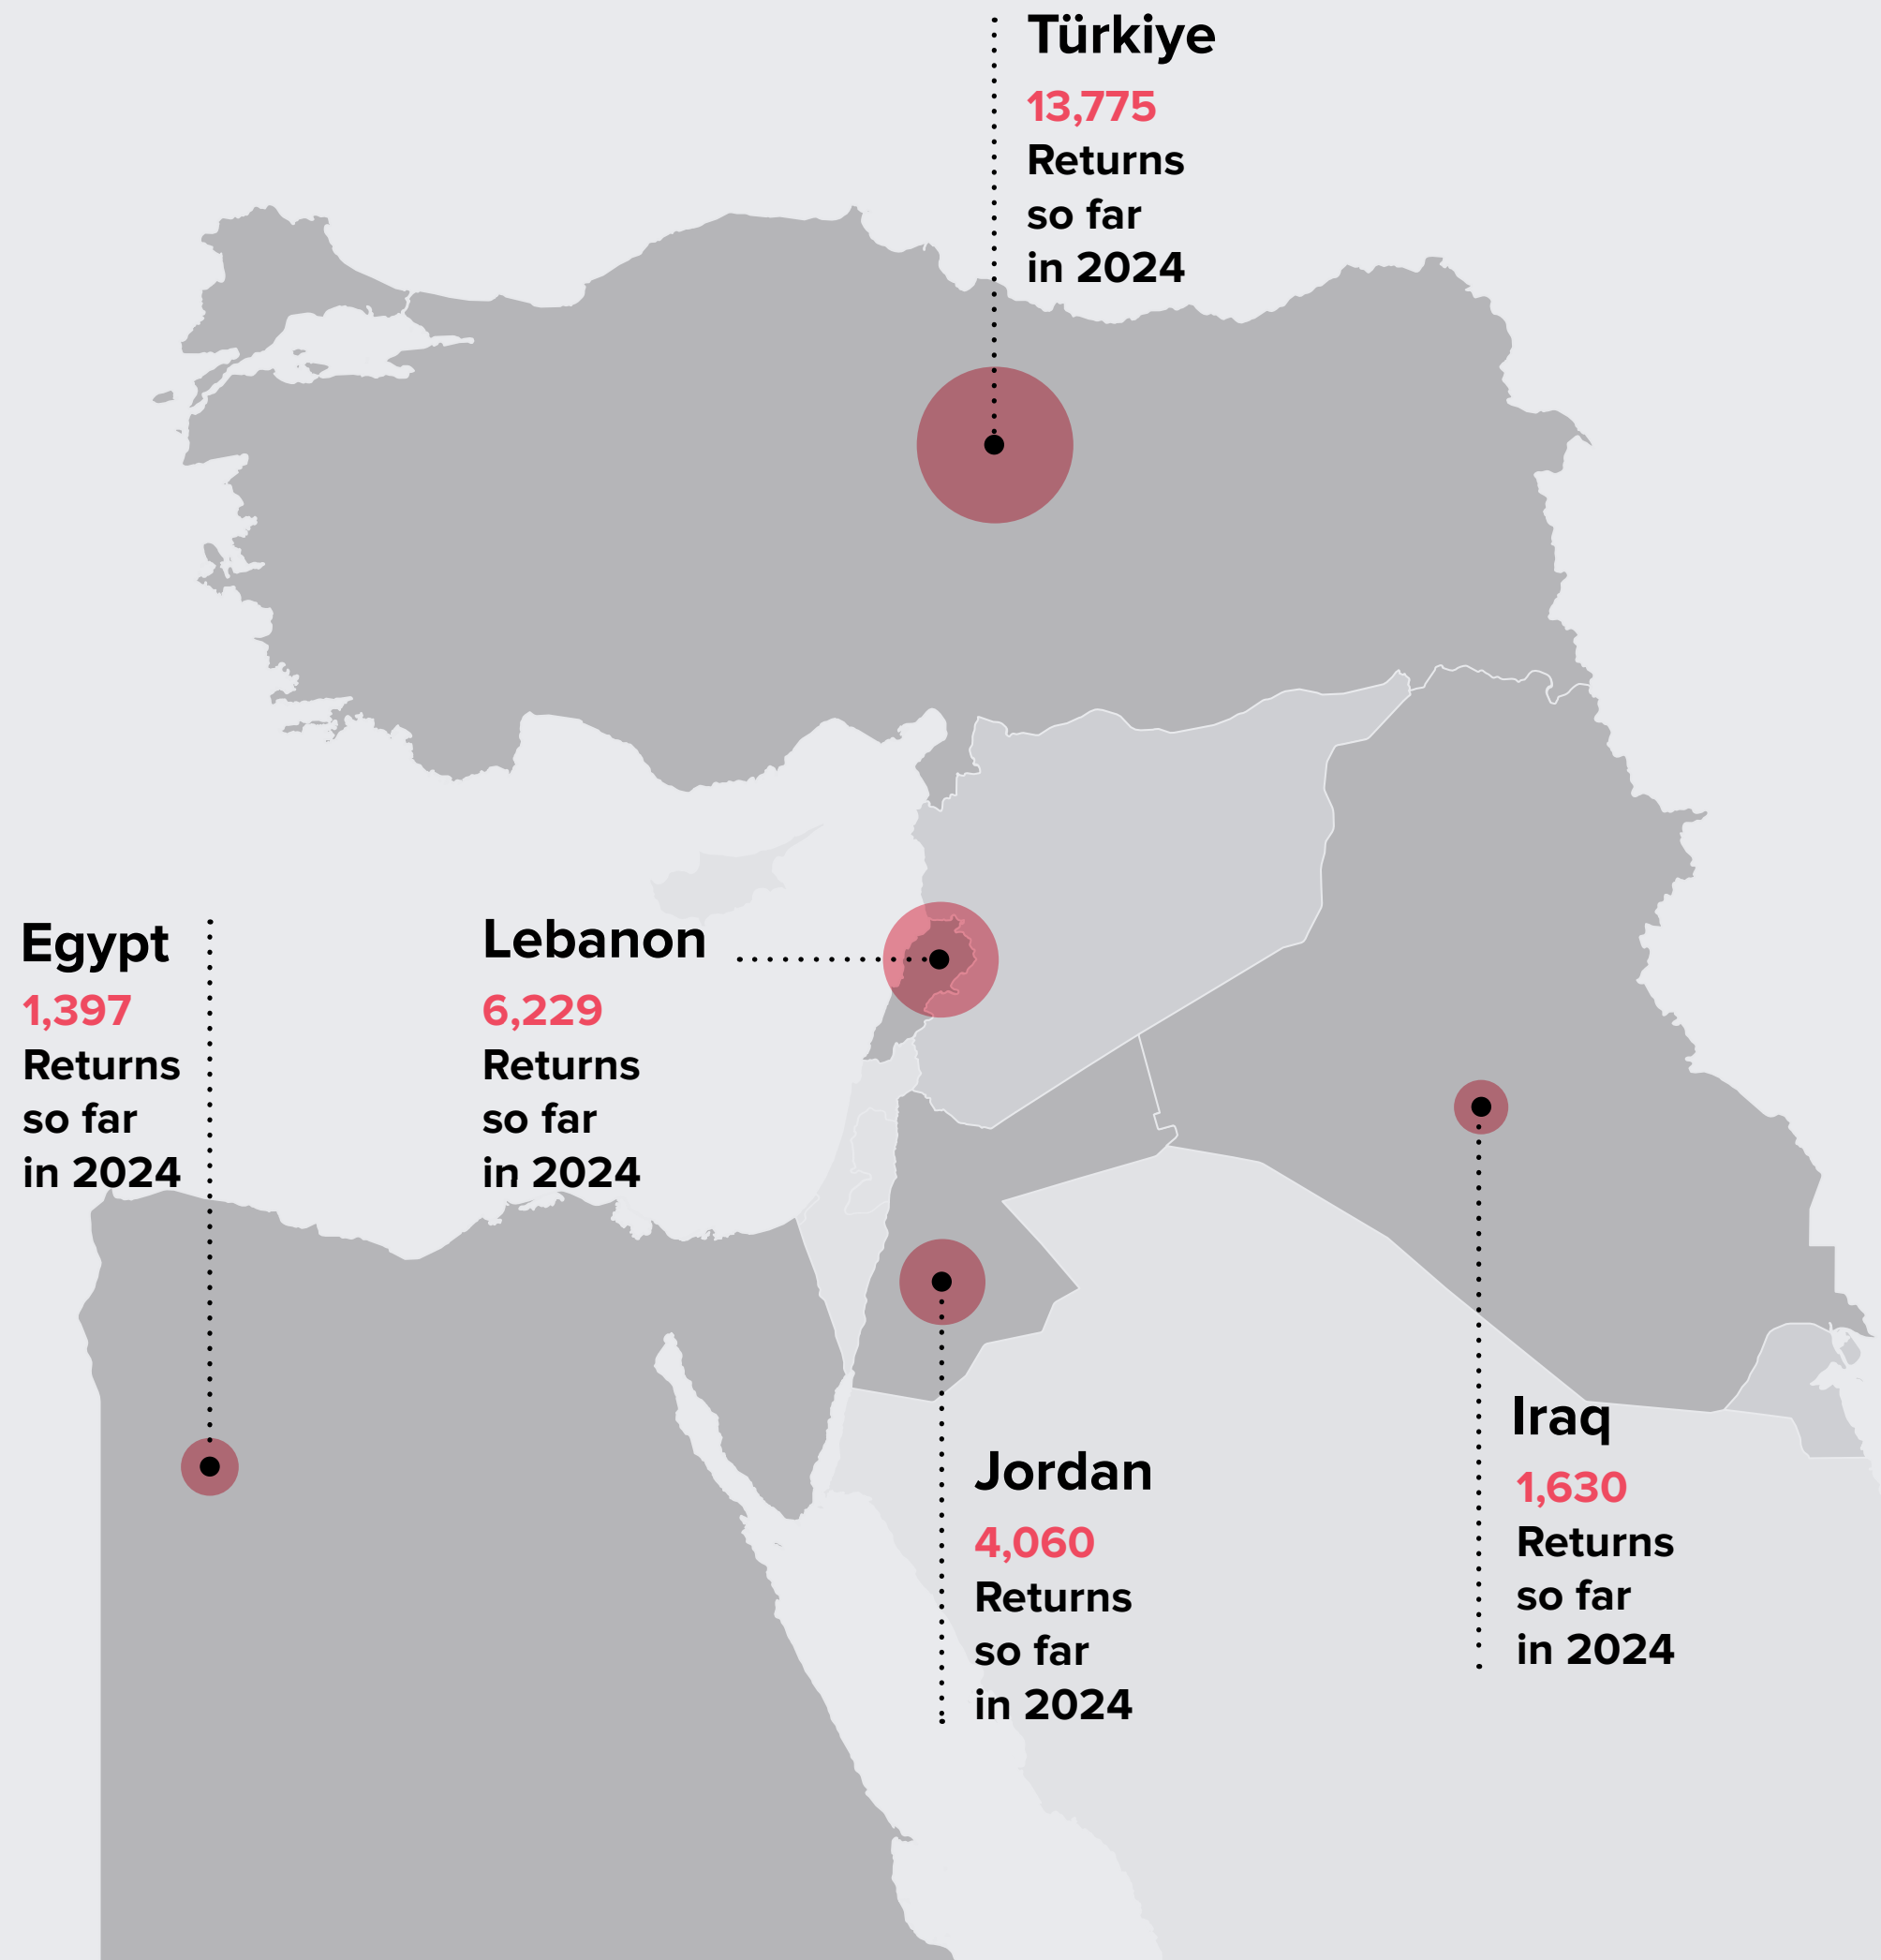 Türkiye
13,775
Returns
so far
in 2024
Egypt
1,397
Returns
so far
in 2024
Lebanon
6,229
Returns
so far
in 2024
Jordan
4,060
Returns
so far
in 2024
Iraq
1,630
Returns
so far
in 2024